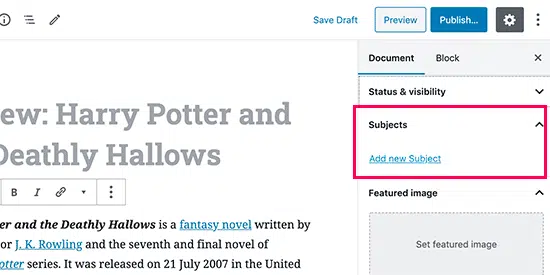 Save Draft Preview Publish...
Document Block
Status & visibility
ew: Harry Potter and
Subjects
Deathly Hallows
Add new Subject
B I
Featured image
er and the Deathly Hallows is a fantasy novel written by
or J. K. Rowling and the seventh and final novel of
otter series. It was released on 21 July 2007 in the United
Set featured image